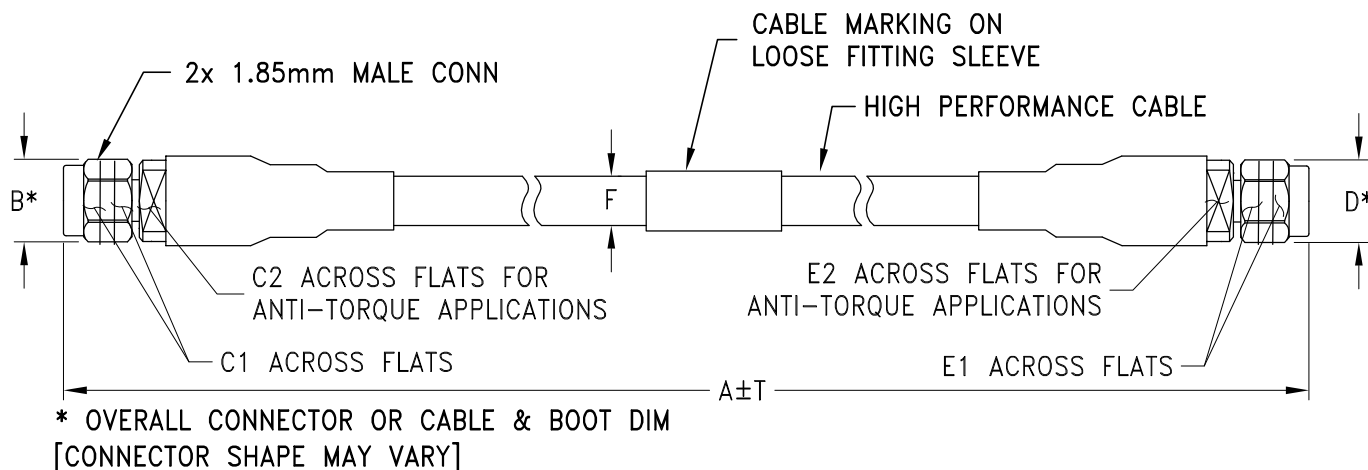 CABLE MARKING ON
LOOSE FITTING SLEEVE
2x 1.85mm MALE CONN
HIGH PERFORMANCE CABLE
B*
F
D*
C2 ACROSS FLATS FOR
ANTI-TORQUE APPLICATIONS
E2 ACROSS FLATS FOR
ANTI-TORQUE APPLICATIONS
C1 ACROSS FLATS
E1 ACROSS FLATS
A±T
* OVERALL CONNECTOR OR CABLE & BOOT DIM
[CONNECTOR SHAPE MAY VARY]